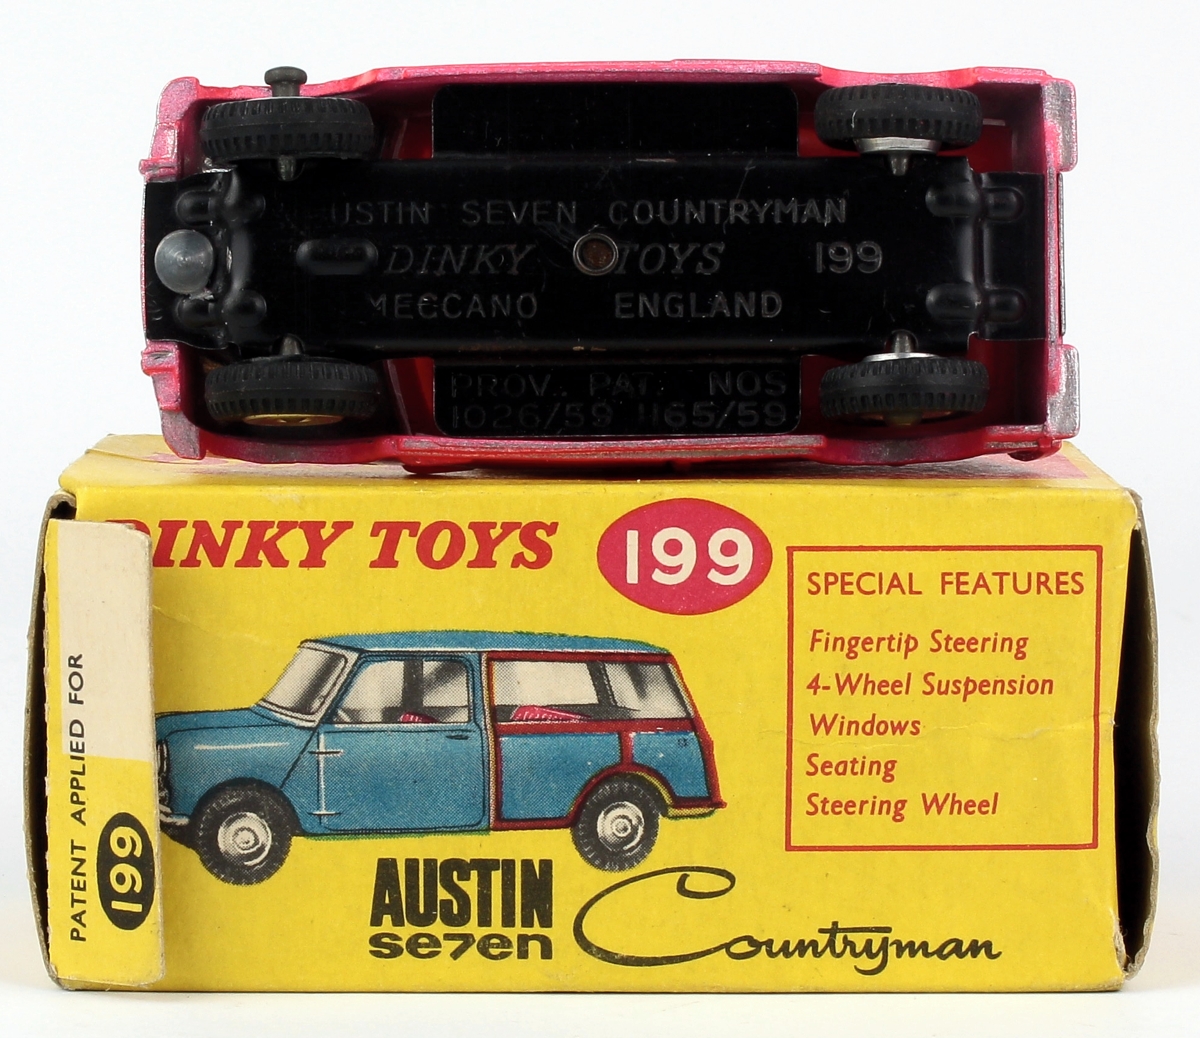 USTIN SEVEN COUNTRYMAN
DINKY TOYS 199
MECCANO ENGLAND
PROV. PAT. NOS
1026/59 1165/59
DINKY TOYS
199
SPECIAL FEATURES
Fingertip Steering
4-Wheel Suspension
Windows
Seating
Steering Wheel
PATENT APPLIED FOR
199
AUSTIN
se7en
Countryman